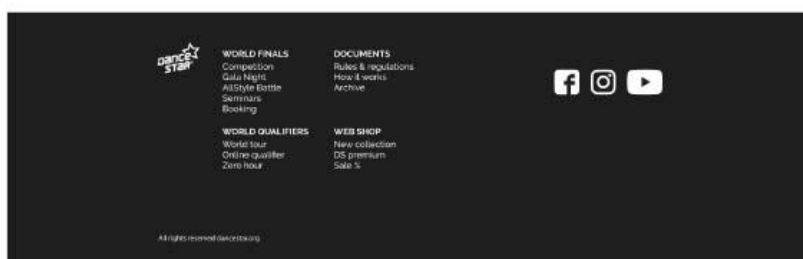 DANCE STAR
WORLD FINALS
Competition
Gala Night
AllStyle Battle
Seminars
Booking
DOCUMENTS
Rules & regulations
How it works
Archive
WORLD QUALIFIERS
World tour
Online qualifier
Zero hour
WEB SHOP
New collection
DS premium
Sale %
All rights reserved dancestar.org